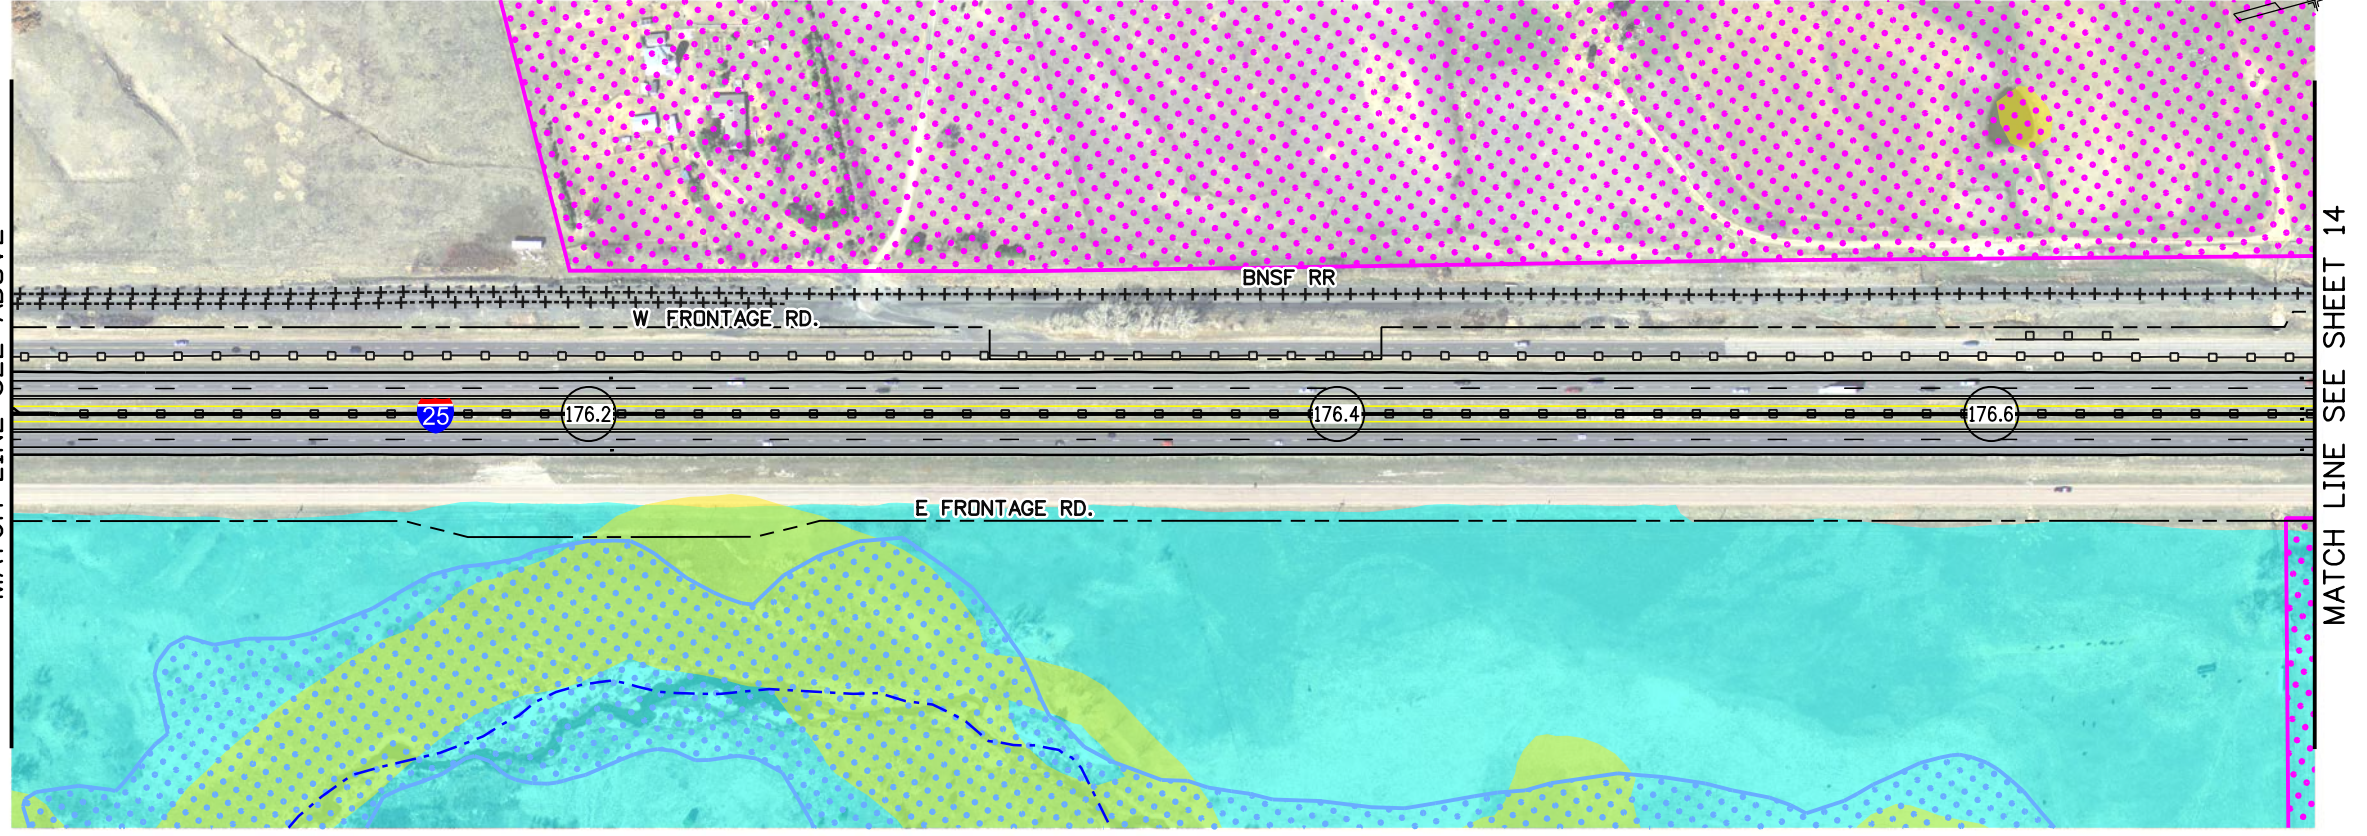 BNSF RR
W FRONTAGE RD.
25
176.2
176.4
176.6
E FRONTAGE RD.
MATCH LINE SEE SHEET 14